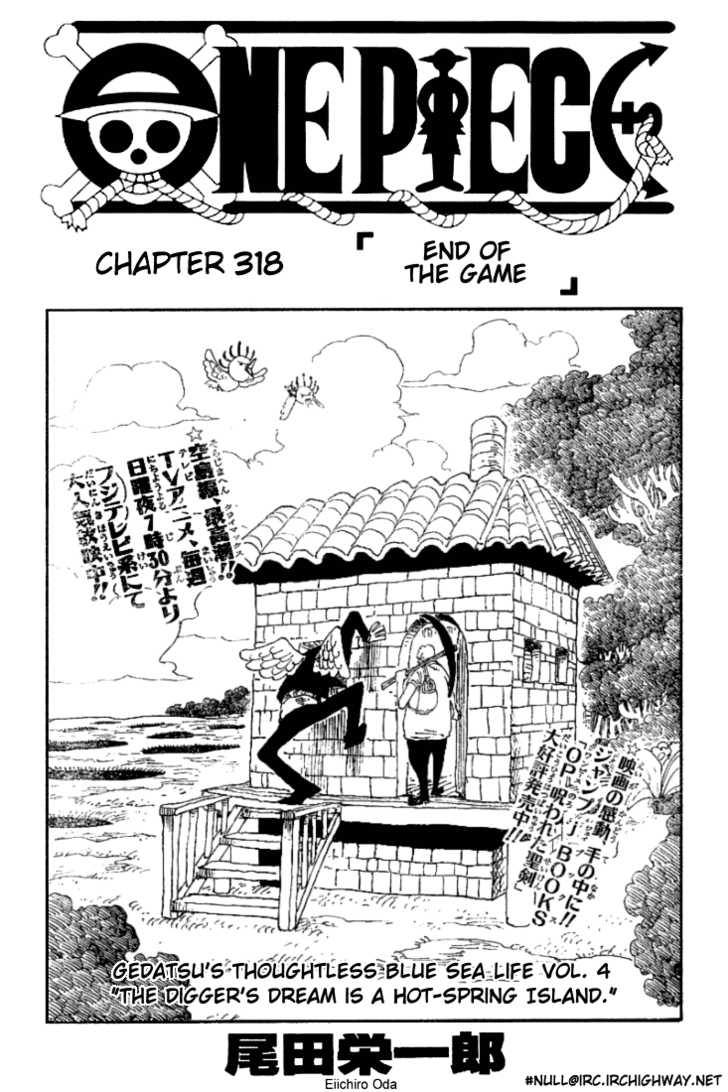 ONE PIECE
CHAPTER 318
『 END OF
THE GAME 』
☆空島編、最高潮!!
TVアニメ、毎週
日曜夜7時30分より
フジテレビ系にて
大人気放映中!!
映画の感動、手の中に!!
ジャンプ j BOOKS
『OP 呪われた聖剣』
大好評発売中!!
GEDATSU'S THOUGHTLESS BLUE SEA LIFE VOL. 4
"THE DIGGER'S DREAM IS A HOT-SPRING ISLAND."
尾田栄一郎
Eiichiro Oda
#NULL@IRC.IRCHIGHWAY.NET